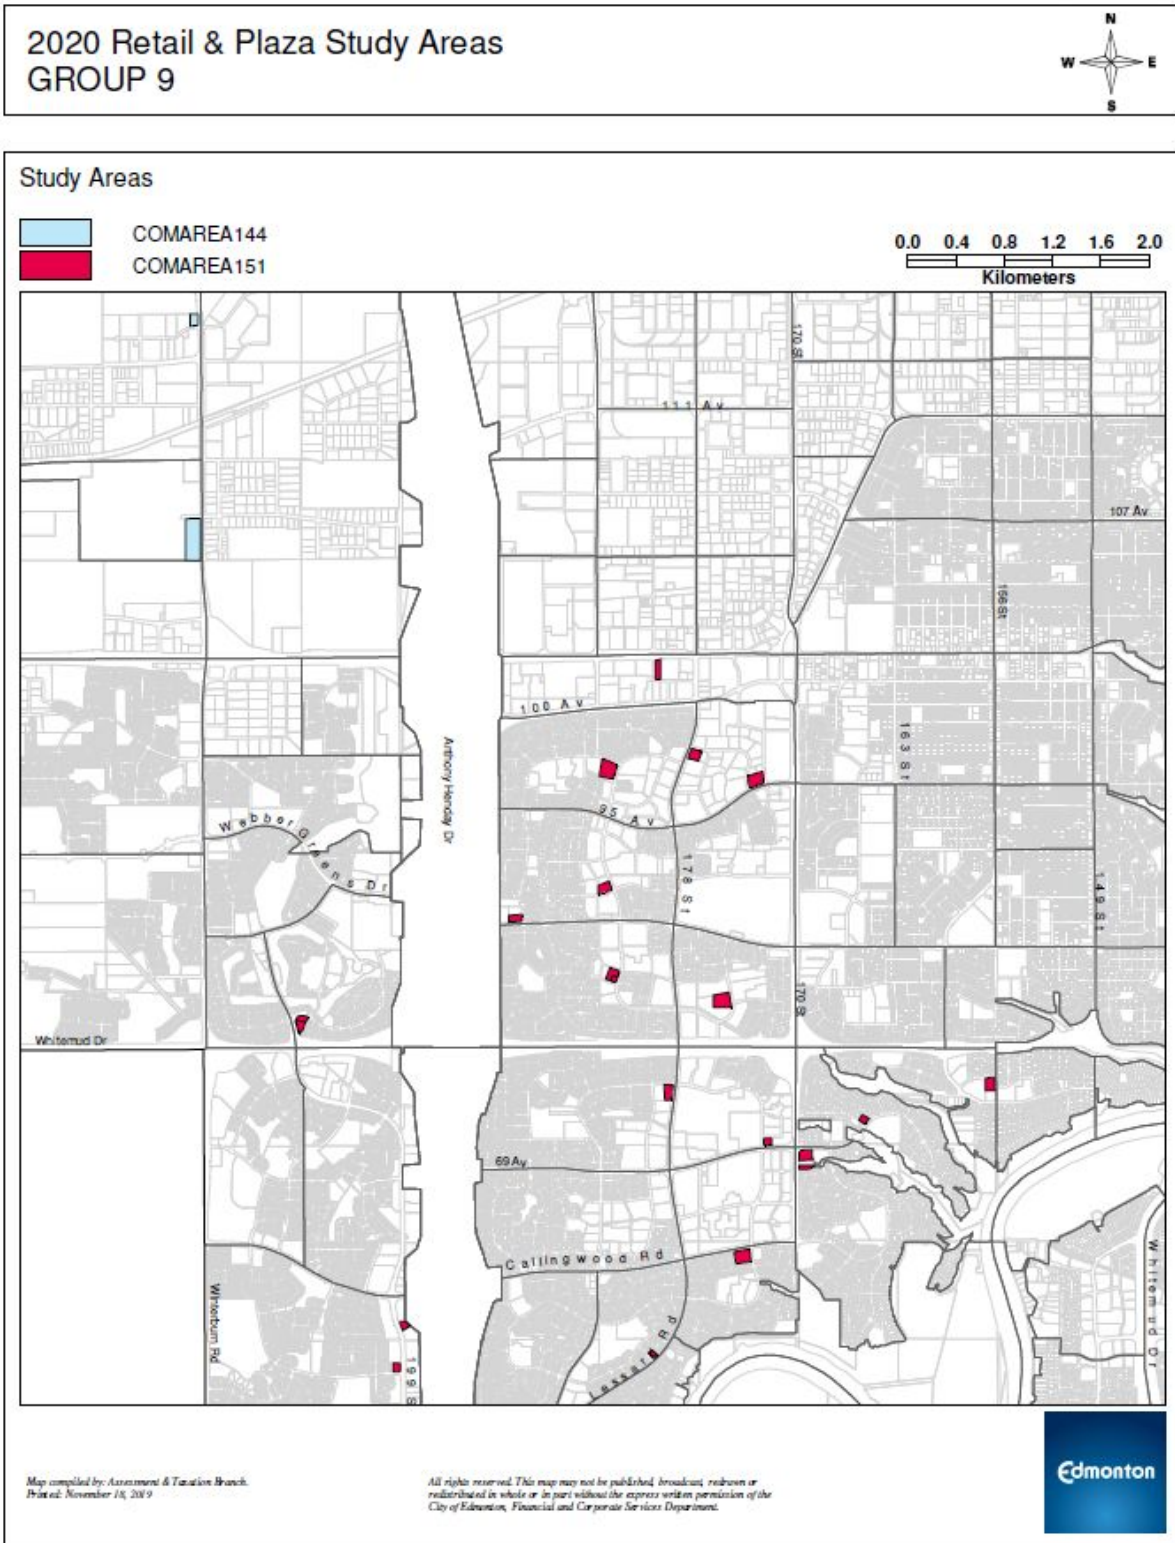 2020 Retail & Plaza Study Areas
GROUP 9
N
W E
S
Study Areas
COMAREA144
COMAREA151
0.0 0.4 0.8 1.2 1.6 2.0
Kilometers
170 St
111 Av
107 Av
156 St
100 Av
163 St
Anthony Henday Dr
95 Av
Webber Greens Dr
178 St
149 St
170 St
Whitemud Dr
69 Av
Callingwood Rd
Whitemud Dr
Winterburn Rd
Lessard Rd
199 S
Map compiled by: Assessment & Taxation Branch.
Printed: November 18, 2019
All rights reserved. This map may not be published, broadcast, redrawn or
redistributed in whole or in part without the express written permission of the
City of Edmonton, Financial and Corporate Services Department.
Edmonton